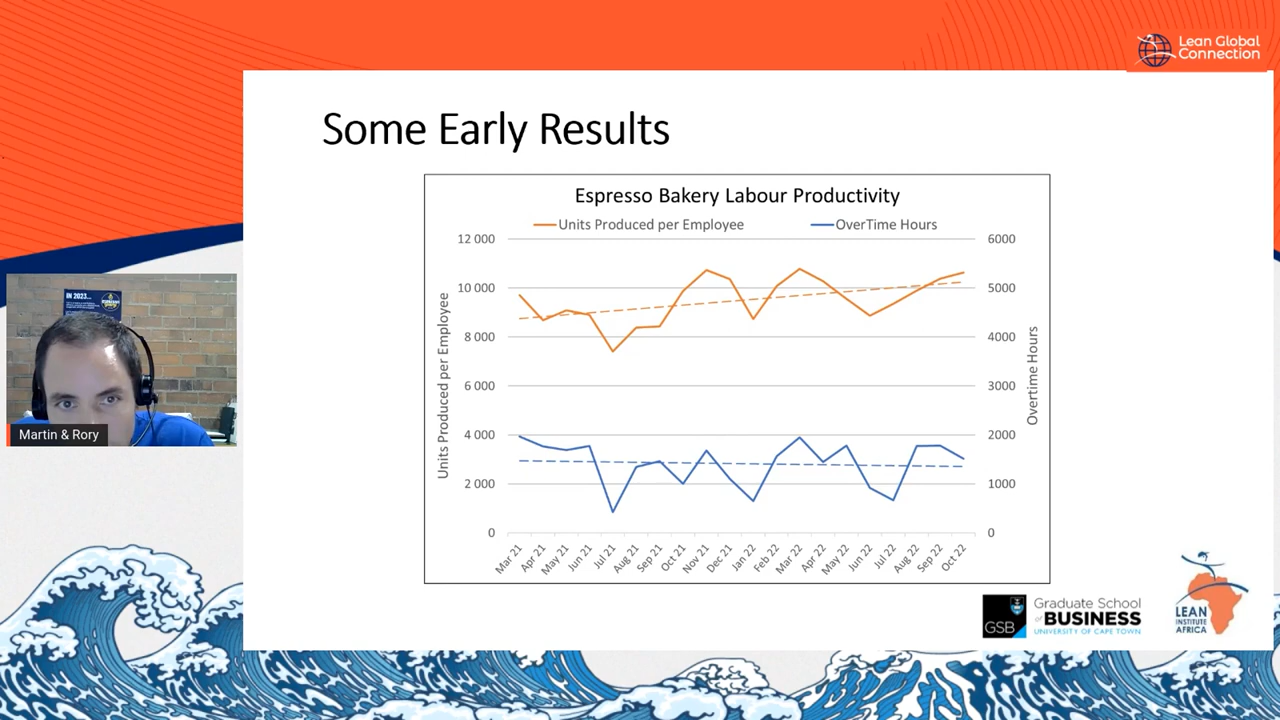 Lean Global
Connection
Some Early Results
Espresso Bakery Labour Productivity
Units Produced per Employee
OverTime Hours
12 000
10 000
8 000
6 000
4 000
2 000
0
6000
5000
4000
3000
2000
1000
0
Units Produced per Employee
Overtime Hours
Mar 21
Apr 21
May 21
Jun 21
Jul 21
Aug 21
Sep 21
Oct 21
Nov 21
Dec 21
Jan 22
Feb 22
Mar 22
Apr 22
May 22
Jun 22
Jul 22
Aug 22
Sep 22
Oct 22
IN 2023...
Martin & Rory
GSB
Graduate School
of BUSINESS
UNIVERSITY OF CAPE TOWN
LEAN
INSTITUTE
AFRICA